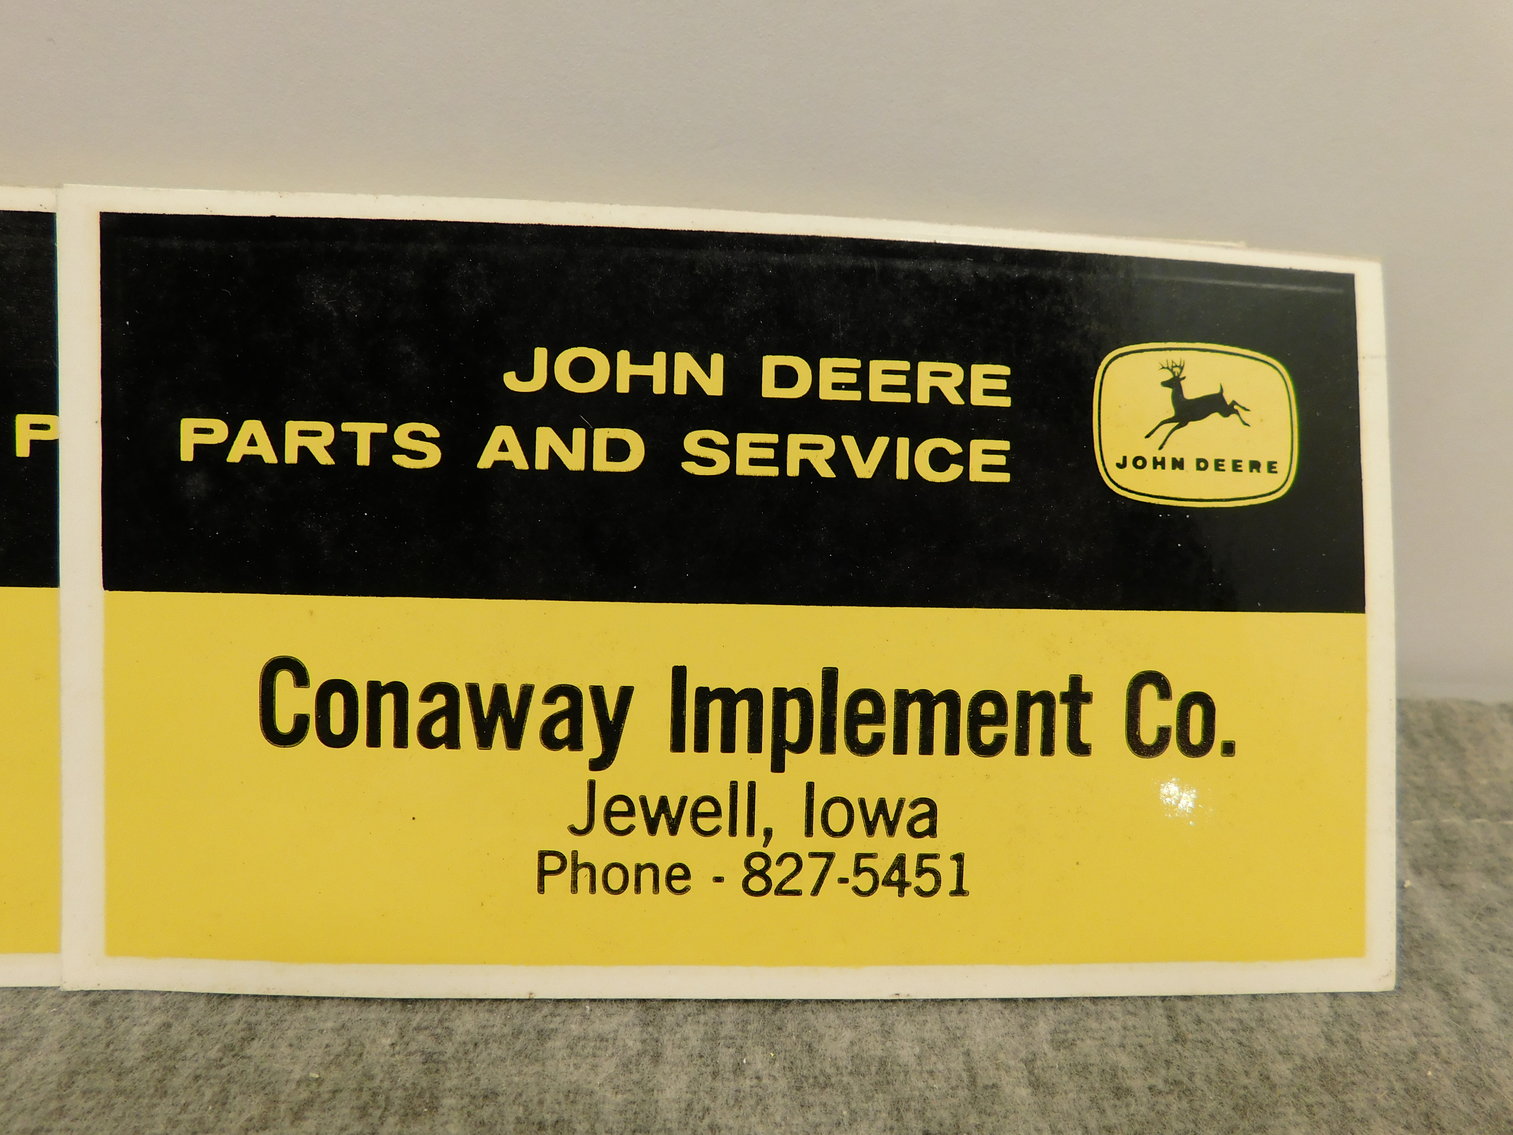 P
JOHN DEERE
PARTS AND SERVICE
JOHN DEERE
Conaway Implement Co.
Jewell, Iowa
Phone - 827-5451